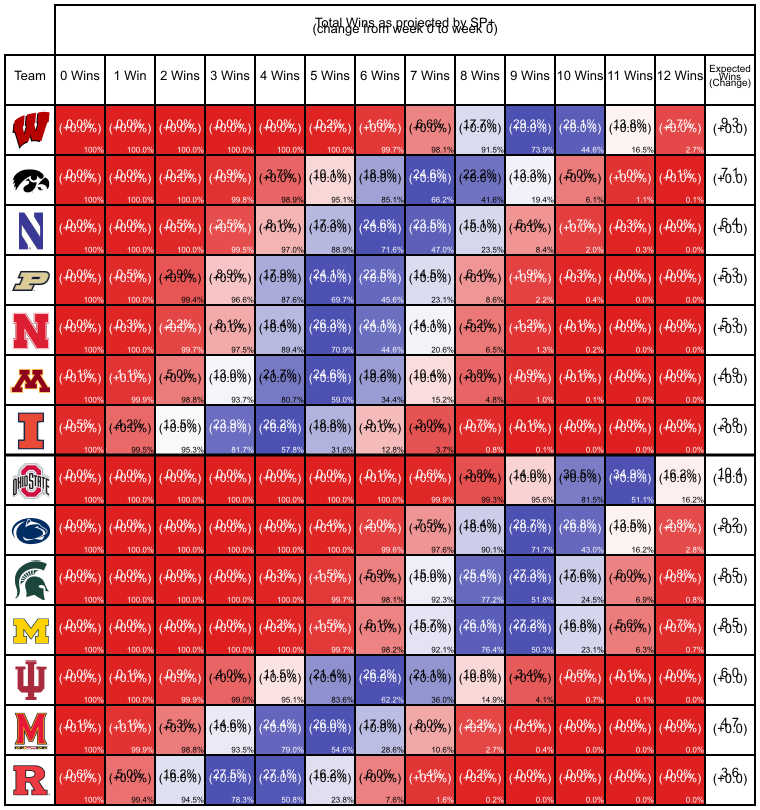 Total Wins as projected by SP+
(change from week 0 to week 0)
Team 0 Wins 1 Win 2 Wins 3 Wins 4 Wins 5 Wins 6 Wins 7 Wins 8 Wins 9 Wins 10 Wins 11 Wins 12 Wins Expected Wins (Change)
0.0% 0.0% 0.0% 0.0% 0.0% 0.2% 1.6% 6.6% 17.7% 29.3% 28.1% 13.8% 2.7% 9.3
(+0.0%) (+0.0%) (+0.0%) (+0.0%) (+0.0%) (+0.0%) (+0.0%) (+0.0%) (+0.0%) (+0.0%) (+0.0%) (+0.0%) (+0.0%) (+0.0)
100% 100.0% 100.0% 100.0% 100.0% 100.0% 99.7% 98.1% 91.5% 73.9% 44.6% 16.5% 2.7%
0.0% 0.0% 0.2% 0.9% 3.7% 10.1% 18.9% 24.6% 22.2% 13.3% 5.0% 1.0% 0.1% 7.1
(+0.0%) (+0.0%) (+0.0%) (+0.0%) (+0.0%) (+0.0%) (+0.0%) (+0.0%) (+0.0%) (+0.0%) (+0.0%) (+0.0%) (+0.0%) (+0.0)
100% 100.0% 100.0% 99.8% 98.9% 95.1% 85.1% 66.2% 41.6% 19.4% 6.1% 1.1% 0.1%
0.0% 0.0% 0.5% 2.5% 8.1% 17.3% 24.6% 23.5% 15.1% 6.4% 1.7% 0.3% 0.0% 6.4
(+0.0%) (+0.0%) (+0.0%) (+0.0%) (+0.0%) (+0.0%) (+0.0%) (+0.0%) (+0.0%) (+0.0%) (+0.0%) (+0.0%) (+0.0%) (+0.0)
100% 100.0% 100.0% 99.5% 97.0% 88.9% 71.6% 47.0% 23.5% 8.4% 2.0% 0.3% 0.0%
0.0% 0.5% 2.9% 8.9% 17.9% 24.1% 22.5% 14.5% 6.4% 1.9% 0.3% 0.0% 0.0% 5.3
(+0.0%) (+0.0%) (+0.0%) (+0.0%) (+0.0%) (+0.0%) (+0.0%) (+0.0%) (+0.0%) (+0.0%) (+0.0%) (+0.0%) (+0.0%) (+0.0)
100% 100.0% 99.4% 96.6% 87.6% 69.7% 45.6% 23.1% 8.6% 2.2% 0.4% 0.0% 0.0%
0.0% 0.3% 2.2% 8.1% 18.4% 26.3% 24.1% 14.1% 5.2% 1.2% 0.1% 0.0% 0.0% 5.3
(+0.0%) (+0.0%) (+0.0%) (+0.0%) (+0.0%) (+0.0%) (+0.0%) (+0.0%) (+0.0%) (+0.0%) (+0.0%) (+0.0%) (+0.0%) (+0.0)
100% 100.0% 99.7% 97.5% 89.4% 70.9% 44.6% 20.6% 6.5% 1.3% 0.2% 0.0% 0.0%
0.1% 1.1% 5.0% 13.0% 21.7% 24.6% 19.2% 10.4% 3.8% 0.9% 0.1% 0.0% 0.0% 4.9
(+0.0%) (+0.0%) (+0.0%) (+0.0%) (+0.0%) (+0.0%) (+0.0%) (+0.0%) (+0.0%) (+0.0%) (+0.0%) (+0.0%) (+0.0%) (+0.0)
100% 99.9% 98.8% 93.7% 80.7% 59.0% 34.4% 15.2% 4.8% 1.0% 0.1% 0.0% 0.0%
0.5% 4.2% 13.5% 23.9% 26.2% 18.8% 9.1% 3.0% 0.7% 0.1% 0.0% 0.0% 0.0% 3.8
(+0.0%) (+0.0%) (+0.0%) (+0.0%) (+0.0%) (+0.0%) (+0.0%) (+0.0%) (+0.0%) (+0.0%) (+0.0%) (+0.0%) (+0.0%) (+0.0)
100% 99.5% 95.3% 81.7% 57.8% 31.6% 12.8% 3.7% 0.8% 0.1% 0.0% 0.0% 0.0%
OHIO STATE 0.0% 0.0% 0.0% 0.0% 0.0% 0.0% 0.1% 0.6% 3.8% 14.0% 30.5% 34.9% 16.2% 10.4
(+0.0%) (+0.0%) (+0.0%) (+0.0%) (+0.0%) (+0.0%) (+0.0%) (+0.0%) (+0.0%) (+0.0%) (+0.0%) (+0.0%) (+0.0%) (+0.0)
100% 100.0% 100.0% 100.0% 100.0% 100.0% 100.0% 99.9% 99.3% 95.6% 81.5% 51.1% 16.2%
0.0% 0.0% 0.0% 0.0% 0.0% 0.4% 2.0% 7.5% 18.4% 28.7% 26.8% 13.5% 2.8% 9.2
(+0.0%) (+0.0%) (+0.0%) (+0.0%) (+0.0%) (+0.0%) (+0.0%) (+0.0%) (+0.0%) (+0.0%) (+0.0%) (+0.0%) (+0.0%) (+0.0)
100% 100.0% 100.0% 100.0% 100.0% 100.0% 99.6% 97.6% 90.1% 71.7% 43.0% 16.2% 2.8%
0.0% 0.0% 0.0% 0.0% 0.3% 1.5% 5.9% 15.0% 25.4% 27.3% 17.6% 6.0% 0.8% 8.5
(+0.0%) (+0.0%) (+0.0%) (+0.0%) (+0.0%) (+0.0%) (+0.0%) (+0.0%) (+0.0%) (+0.0%) (+0.0%) (+0.0%) (+0.0%) (+0.0)
100% 100.0% 100.0% 100.0% 100.0% 99.7% 98.1% 92.3% 77.2% 51.8% 24.5% 6.9% 0.8%
0.0% 0.0% 0.0% 0.0% 0.2% 1.5% 6.1% 15.7% 26.1% 27.2% 16.8% 5.6% 0.7% 8.5
(+0.0%) (+0.0%) (+0.0%) (+0.0%) (+0.0%) (+0.0%) (+0.0%) (+0.0%) (+0.0%) (+0.0%) (+0.0%) (+0.0%) (+0.0%) (+0.0)
100% 100.0% 100.0% 100.0% 100.0% 99.7% 98.2% 92.1% 76.4% 50.3% 23.1% 6.3% 0.7%
0.0% 0.1% 0.9% 4.0% 11.5% 21.4% 26.2% 21.1% 10.8% 3.4% 0.6% 0.1% 0.0% 6.0
(+0.0%) (+0.0%) (+0.0%) (+0.0%) (+0.0%) (+0.0%) (+0.0%) (+0.0%) (+0.0%) (+0.0%) (+0.0%) (+0.0%) (+0.0%) (+0.0)
100% 100.0% 99.9% 99.0% 95.1% 83.6% 62.2% 36.0% 14.9% 4.1% 0.7% 0.1% 0.0%
0.1% 1.1% 5.3% 14.6% 24.4% 26.0% 17.9% 8.0% 2.2% 0.4% 0.0% 0.0% 0.0% 4.7
(+0.0%) (+0.0%) (+0.0%) (+0.0%) (+0.0%) (+0.0%) (+0.0%) (+0.0%) (+0.0%) (+0.0%) (+0.0%) (+0.0%) (+0.0%) (+0.0)
100% 99.9% 98.8% 93.5% 79.0% 54.6% 28.6% 10.6% 2.7% 0.4% 0.0% 0.0% 0.0%
0.6% 5.0% 16.2% 27.5% 27.1% 16.2% 6.0% 1.4% 0.2% 0.0% 0.0% 0.0% 0.0% 3.6
(+0.0%) (+0.0%) (+0.0%) (+0.0%) (+0.0%) (+0.0%) (+0.0%) (+0.0%) (+0.0%) (+0.0%) (+0.0%) (+0.0%) (+0.0%) (+0.0)
100% 99.4% 94.5% 78.3% 50.8% 23.8% 7.6% 1.6% 0.2% 0.0% 0.0% 0.0% 0.0%